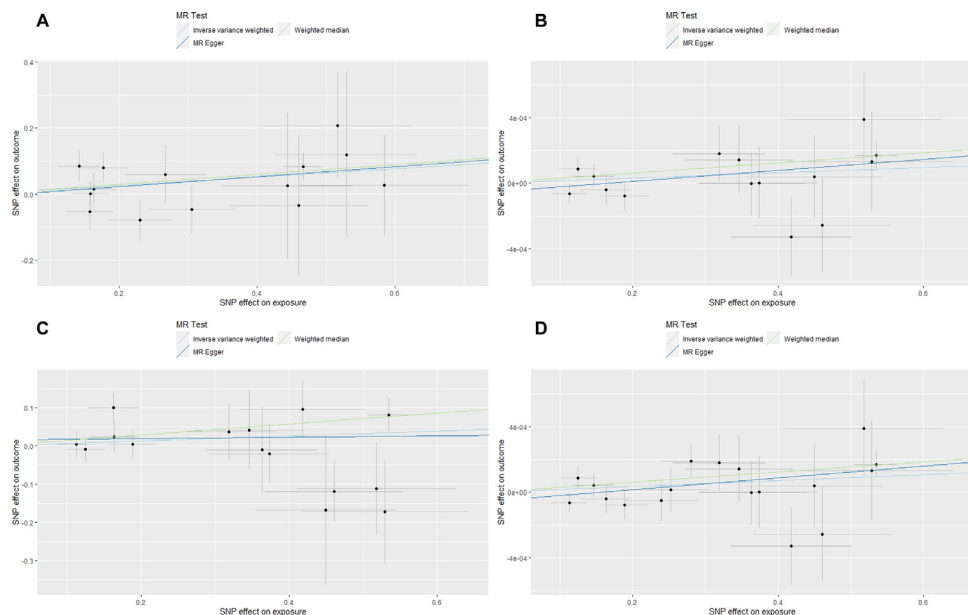 A
MR Test
Inverse variance weighted
Weighted median
MR Egger
0.4
0.2
0.0
-0.2
SNP effect on outcome
0.2
0.4
0.6
SNP effect on exposure
B
MR Test
Inverse variance weighted
Weighted median
MR Egger
4e-04
0e+00
-4e-04
SNP effect on outcome
0.2
0.4
0.6
SNP effect on exposure
C
MR Test
Inverse variance weighted
Weighted median
MR Egger
0.1
0.0
-0.1
-0.2
-0.3
SNP effect on outcome
0.2
0.4
0.6
SNP effect on exposure
D
MR Test
Inverse variance weighted
Weighted median
MR Egger
4e-04
0e+00
-4e-04
SNP effect on outcome
0.2
0.4
0.6
SNP effect on exposure